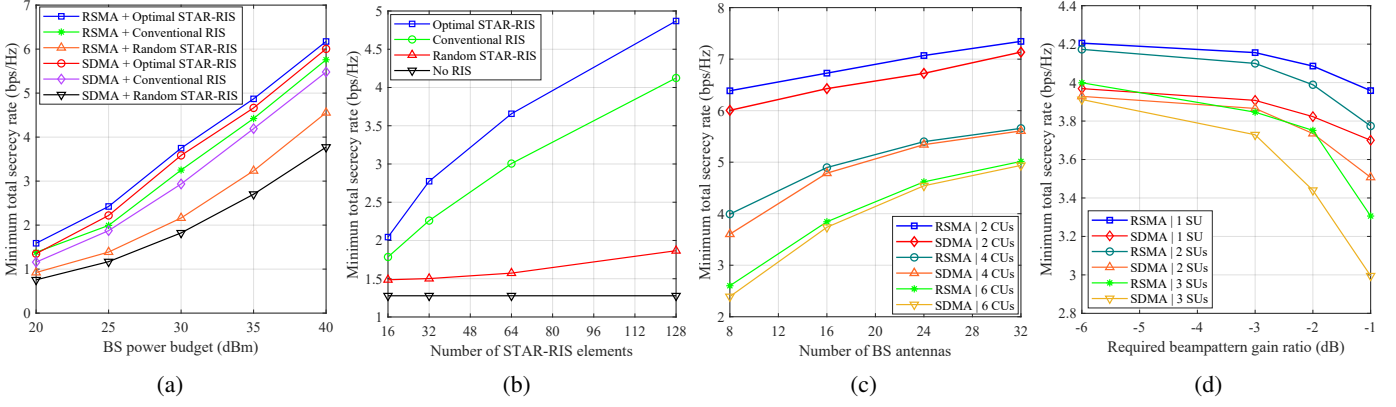 Minimum total secrecy rate (bps/Hz)
7
6
5
4
3
2
1
0
RSMA + Optimal STAR-RIS
RSMA + Conventional RIS
RSMA + Random STAR-RIS
SDMA + Optimal STAR-RIS
SDMA + Conventional RIS
SDMA + Random STAR-RIS
20 25 30 35 40
BS power budget (dBm)
(a)
Minimum total secrecy rate (bps/Hz)
5
4.5
4
3.5
3
2.5
2
1.5
1
Optimal STAR-RIS
Conventional RIS
Random STAR-RIS
No RIS
16 32 48 64 80 96 112 128
Number of STAR-RIS elements
(b)
Minimum total secrecy rate (bps/Hz)
8
7
6
5
4
3
2
RSMA | 2 CUs
SDMA | 2 CUs
RSMA | 4 CUs
SDMA | 4 CUs
RSMA | 6 CUs
SDMA | 6 CUs
8 12 16 20 24 28 32
Number of BS antennas
(c)
Minimum total secrecy rate (bps/Hz)
4.4
4.2
4
3.8
3.6
3.4
3.2
3
2.8
RSMA | 1 SU
SDMA | 1 SU
RSMA | 2 SUs
SDMA | 2 SUs
RSMA | 3 SUs
SDMA | 3 SUs
-6 -5 -4 -3 -2 -1
Required beampattern gain ratio (dB)
(d)